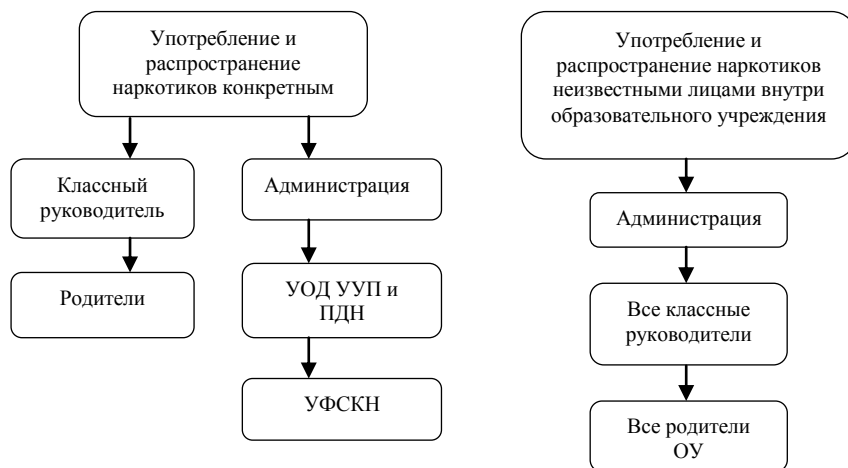 Употребление и
распространение
наркотиков конкретным
Классный
руководитель
Родители
Администрация
УОД УУП и
ПДН
УФСКН
Употребление и
распространение наркотиков
неизвестными лицами внутри
образовательного учреждения
Администрация
Все классные
руководители
Все родители
ОУ